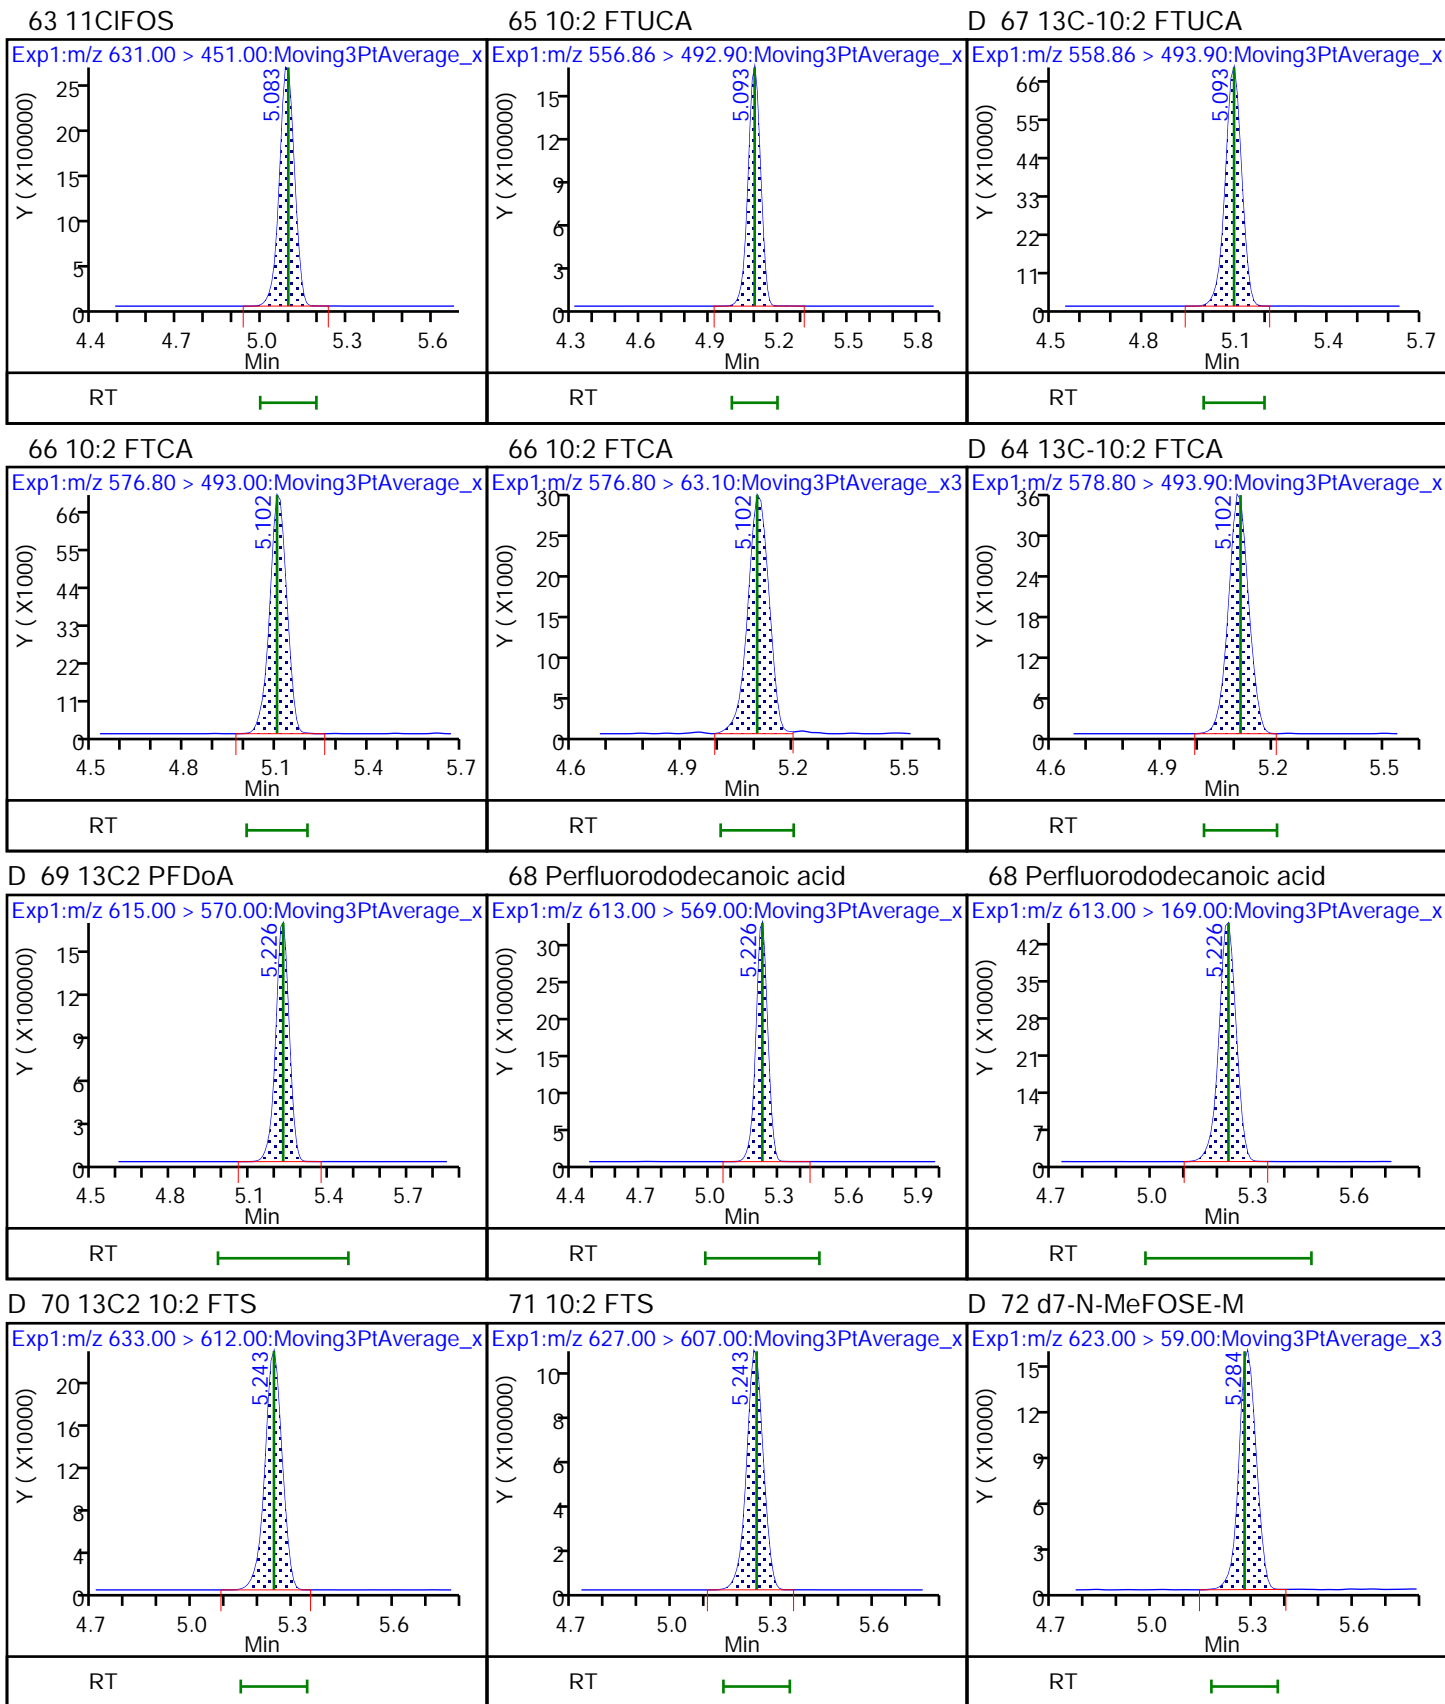 63 11ClFOS
Exp1:m/z 631.00 > 451.00:Moving3PtAverage_x
5.083
Y ( X100000)
25
20
15
10
5
0
4.4 4.7 5.0 5.3 5.6
Min
RT
65 10:2 FTUCA
Exp1:m/z 556.86 > 492.90:Moving3PtAverage_x
5.093
Y ( X100000)
15
12
9
6
3
0
4.3 4.6 4.9 5.2 5.5 5.8
Min
RT
D 67 13C-10:2 FTUCA
Exp1:m/z 558.86 > 493.90:Moving3PtAverage_x
5.093
Y ( X10000)
66
55
44
33
22
11
0
4.5 4.8 5.1 5.4 5.7
Min
RT
66 10:2 FTCA
Exp1:m/z 576.80 > 493.00:Moving3PtAverage_x
5.102
Y ( X1000)
66
55
44
33
22
11
0
4.5 4.8 5.1 5.4 5.7
Min
RT
66 10:2 FTCA
Exp1:m/z 576.80 > 63.10:Moving3PtAverage_x3
5.102
Y ( X1000)
30
25
20
15
10
5
0
4.6 4.9 5.2 5.5
Min
RT
D 64 13C-10:2 FTCA
Exp1:m/z 578.80 > 493.90:Moving3PtAverage_x
5.102
Y ( X1000)
36
30
24
18
12
6
0
4.6 4.9 5.2 5.5
Min
RT
D 69 13C2 PFDoA
Exp1:m/z 615.00 > 570.00:Moving3PtAverage_x
5.226
Y ( X100000)
15
12
9
6
3
0
4.5 4.8 5.1 5.4 5.7
Min
RT
68 Perfluorododecanoic acid
Exp1:m/z 613.00 > 569.00:Moving3PtAverage_x
5.226
Y ( X100000)
30
25
20
15
10
5
0
4.4 4.7 5.0 5.3 5.6 5.9
Min
RT
68 Perfluorododecanoic acid
Exp1:m/z 613.00 > 169.00:Moving3PtAverage_x
5.226
Y ( X10000)
42
35
28
21
14
7
0
4.7 5.0 5.3 5.6
Min
RT
D 70 13C2 10:2 FTS
Exp1:m/z 633.00 > 612.00:Moving3PtAverage_x
5.243
Y ( X10000)
20
16
12
8
4
0
4.7 5.0 5.3 5.6
Min
RT
71 10:2 FTS
Exp1:m/z 627.00 > 607.00:Moving3PtAverage_x
5.243
Y ( X100000)
10
8
6
4
2
0
4.7 5.0 5.3 5.6
Min
RT
D 72 d7-N-MeFOSE-M
Exp1:m/z 623.00 > 59.00:Moving3PtAverage_x3
5.284
Y ( X10000)
15
12
9
6
3
0
4.7 5.0 5.3 5.6
Min
RT